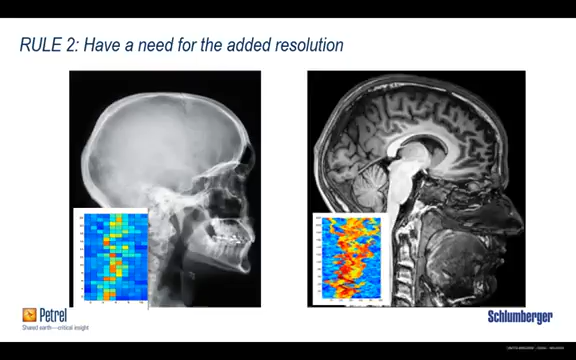 RULE 2: Have a need for the added resolution
Petrel
Shared earth—critical insight
Schlumberger